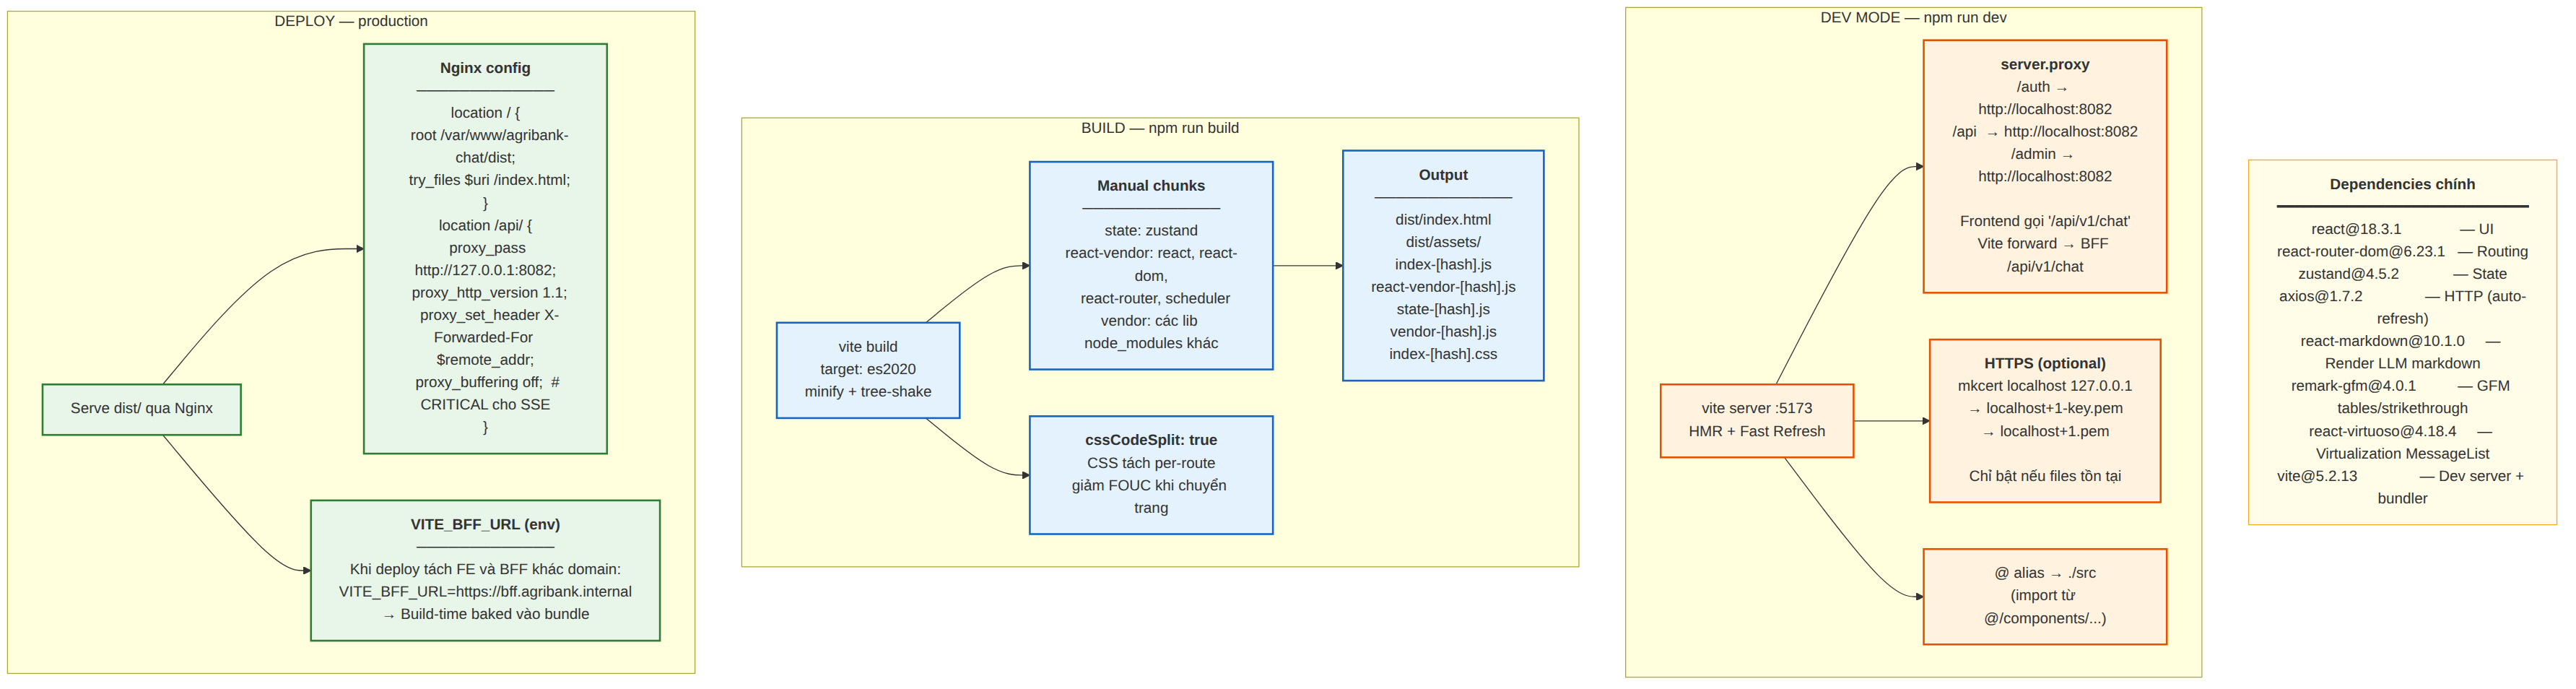 DEPLOY — production
Nginx config
location / {
root /var/www/agribank-
chat/dist;
try_files $uri /index.html;
}
location /api/ {
proxy_pass
http://127.0.0.1:8082;
proxy_http_version 1.1;
proxy_set_header X-
Forwarded-For
$remote_addr;
proxy_buffering off;  #
CRITICAL cho SSE
}
Serve dist/ qua Nginx
VITE_BFF_URL (env)
Khi deploy tách FE và BFF khác domain:
VITE_BFF_URL=https://bff.agribank.internal
→ Build-time baked vào bundle
BUILD — npm run build
vite build
target: es2020
minify + tree-shake
Manual chunks
state: zustand
react-vendor: react, react-
dom,
react-router, scheduler
vendor: các lib
node_modules khác
cssCodeSplit: true
CSS tách per-route
giảm FOUC khi chuyển
trang
Output
dist/index.html
dist/assets/
index-[hash].js
react-vendor-[hash].js
state-[hash].js
vendor-[hash].js
index-[hash].css
DEV MODE — npm run dev
vite server :5173
HMR + Fast Refresh
server.proxy
/auth →
http://localhost:8082
/api → http://localhost:8082
/admin →
http://localhost:8082
Frontend gọi '/api/v1/chat'
Vite forward → BFF
/api/v1/chat
HTTPS (optional)
mkcert localhost 127.0.0.1
→ localhost+1-key.pem
→ localhost+1.pem
Chỉ bật nếu files tồn tại
@ alias → ./src
(import từ
@/components/...)
Dependencies chính
react@18.3.1 — UI
react-router-dom@6.23.1 — Routing
zustand@4.5.2 — State
axios@1.7.2 — HTTP (auto-
refresh)
react-markdown@10.1.0 —
Render LLM markdown
remark-gfm@4.0.1 — GFM
tables/strikethrough
react-virtuoso@4.18.4 —
Virtualization MessageList
vite@5.2.13 — Dev server +
bundler